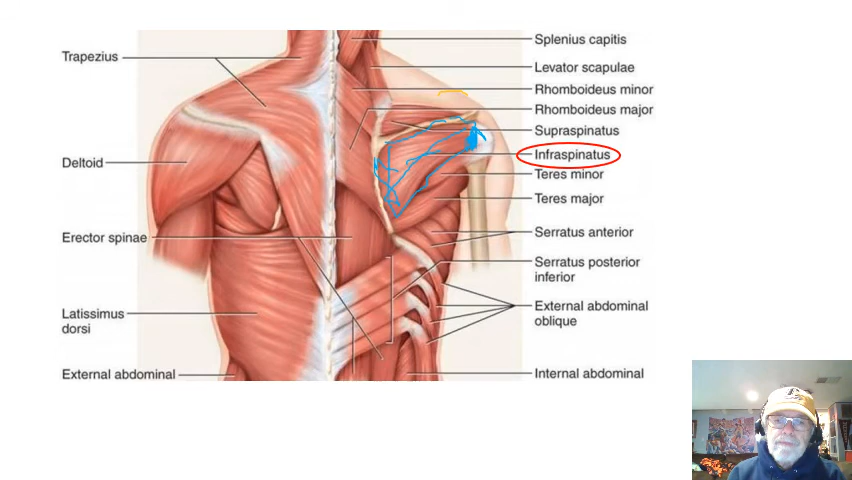 Trapezius
Deltoid
Erector spinae
Latissimus
dorsi
External abdominal
Splenius capitis
Levator scapulae
Rhomboideus minor
Rhomboideus major
Supraspinatus
Infraspinatus
Teres minor
Teres major
Serratus anterior
Serratus posterior
inferior
External abdominal
oblique
Internal abdominal